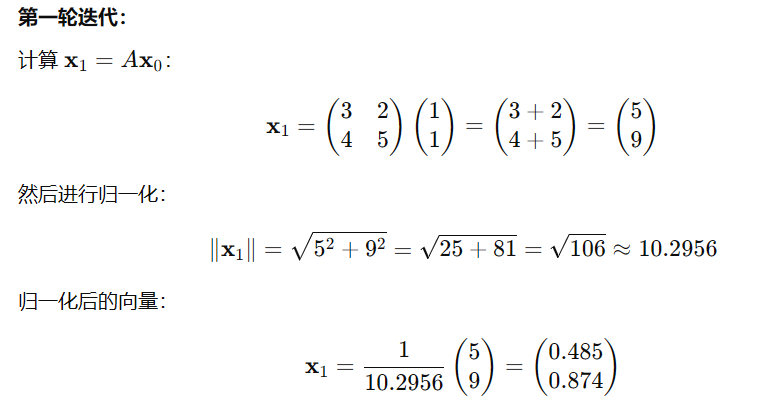 第一轮迭代：
计算 $\mathbf{x}_1 = A\mathbf{x}_0$：
$\mathbf{x}_1 = \begin{pmatrix} 3 & 2 \\ 4 & 5 \end{pmatrix} \begin{pmatrix} 1 \\ 1 \end{pmatrix} = \begin{pmatrix} 3+2 \\ 4+5 \end{pmatrix} = \begin{pmatrix} 5 \\ 9 \end{pmatrix}$
然后进行归一化：
$\|\mathbf{x}_1\| = \sqrt{5^2 + 9^2} = \sqrt{25 + 81} = \sqrt{106} \approx 10.2956$
归一化后的向量：
$\mathbf{x}_1 = \frac{1}{10.2956} \begin{pmatrix} 5 \\ 9 \end{pmatrix} = \begin{pmatrix} 0.485 \\ 0.874 \end{pmatrix}$